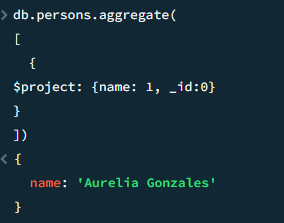 > db.persons.aggregate(
[
{
$project: {name: 1, _id:0}
}
])
< {
name: 'Aurelia Gonzales'
}